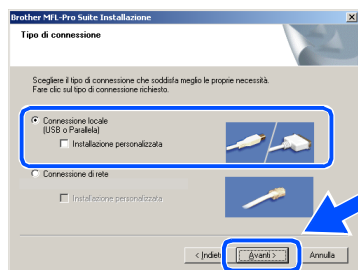 Brother MFL-Pro Suite Installazione
Tipo di connessione
Scegliere il tipo di connessione che soddisfa meglio le proprie necessità.
Fare clic sul tipo di connessione richiesto.
Connessione locale
(USB o Parallela)
Installazione personalizzata
Connessione di rete
Installazione personalizzata
< Indiet
Avanti >
Annulla